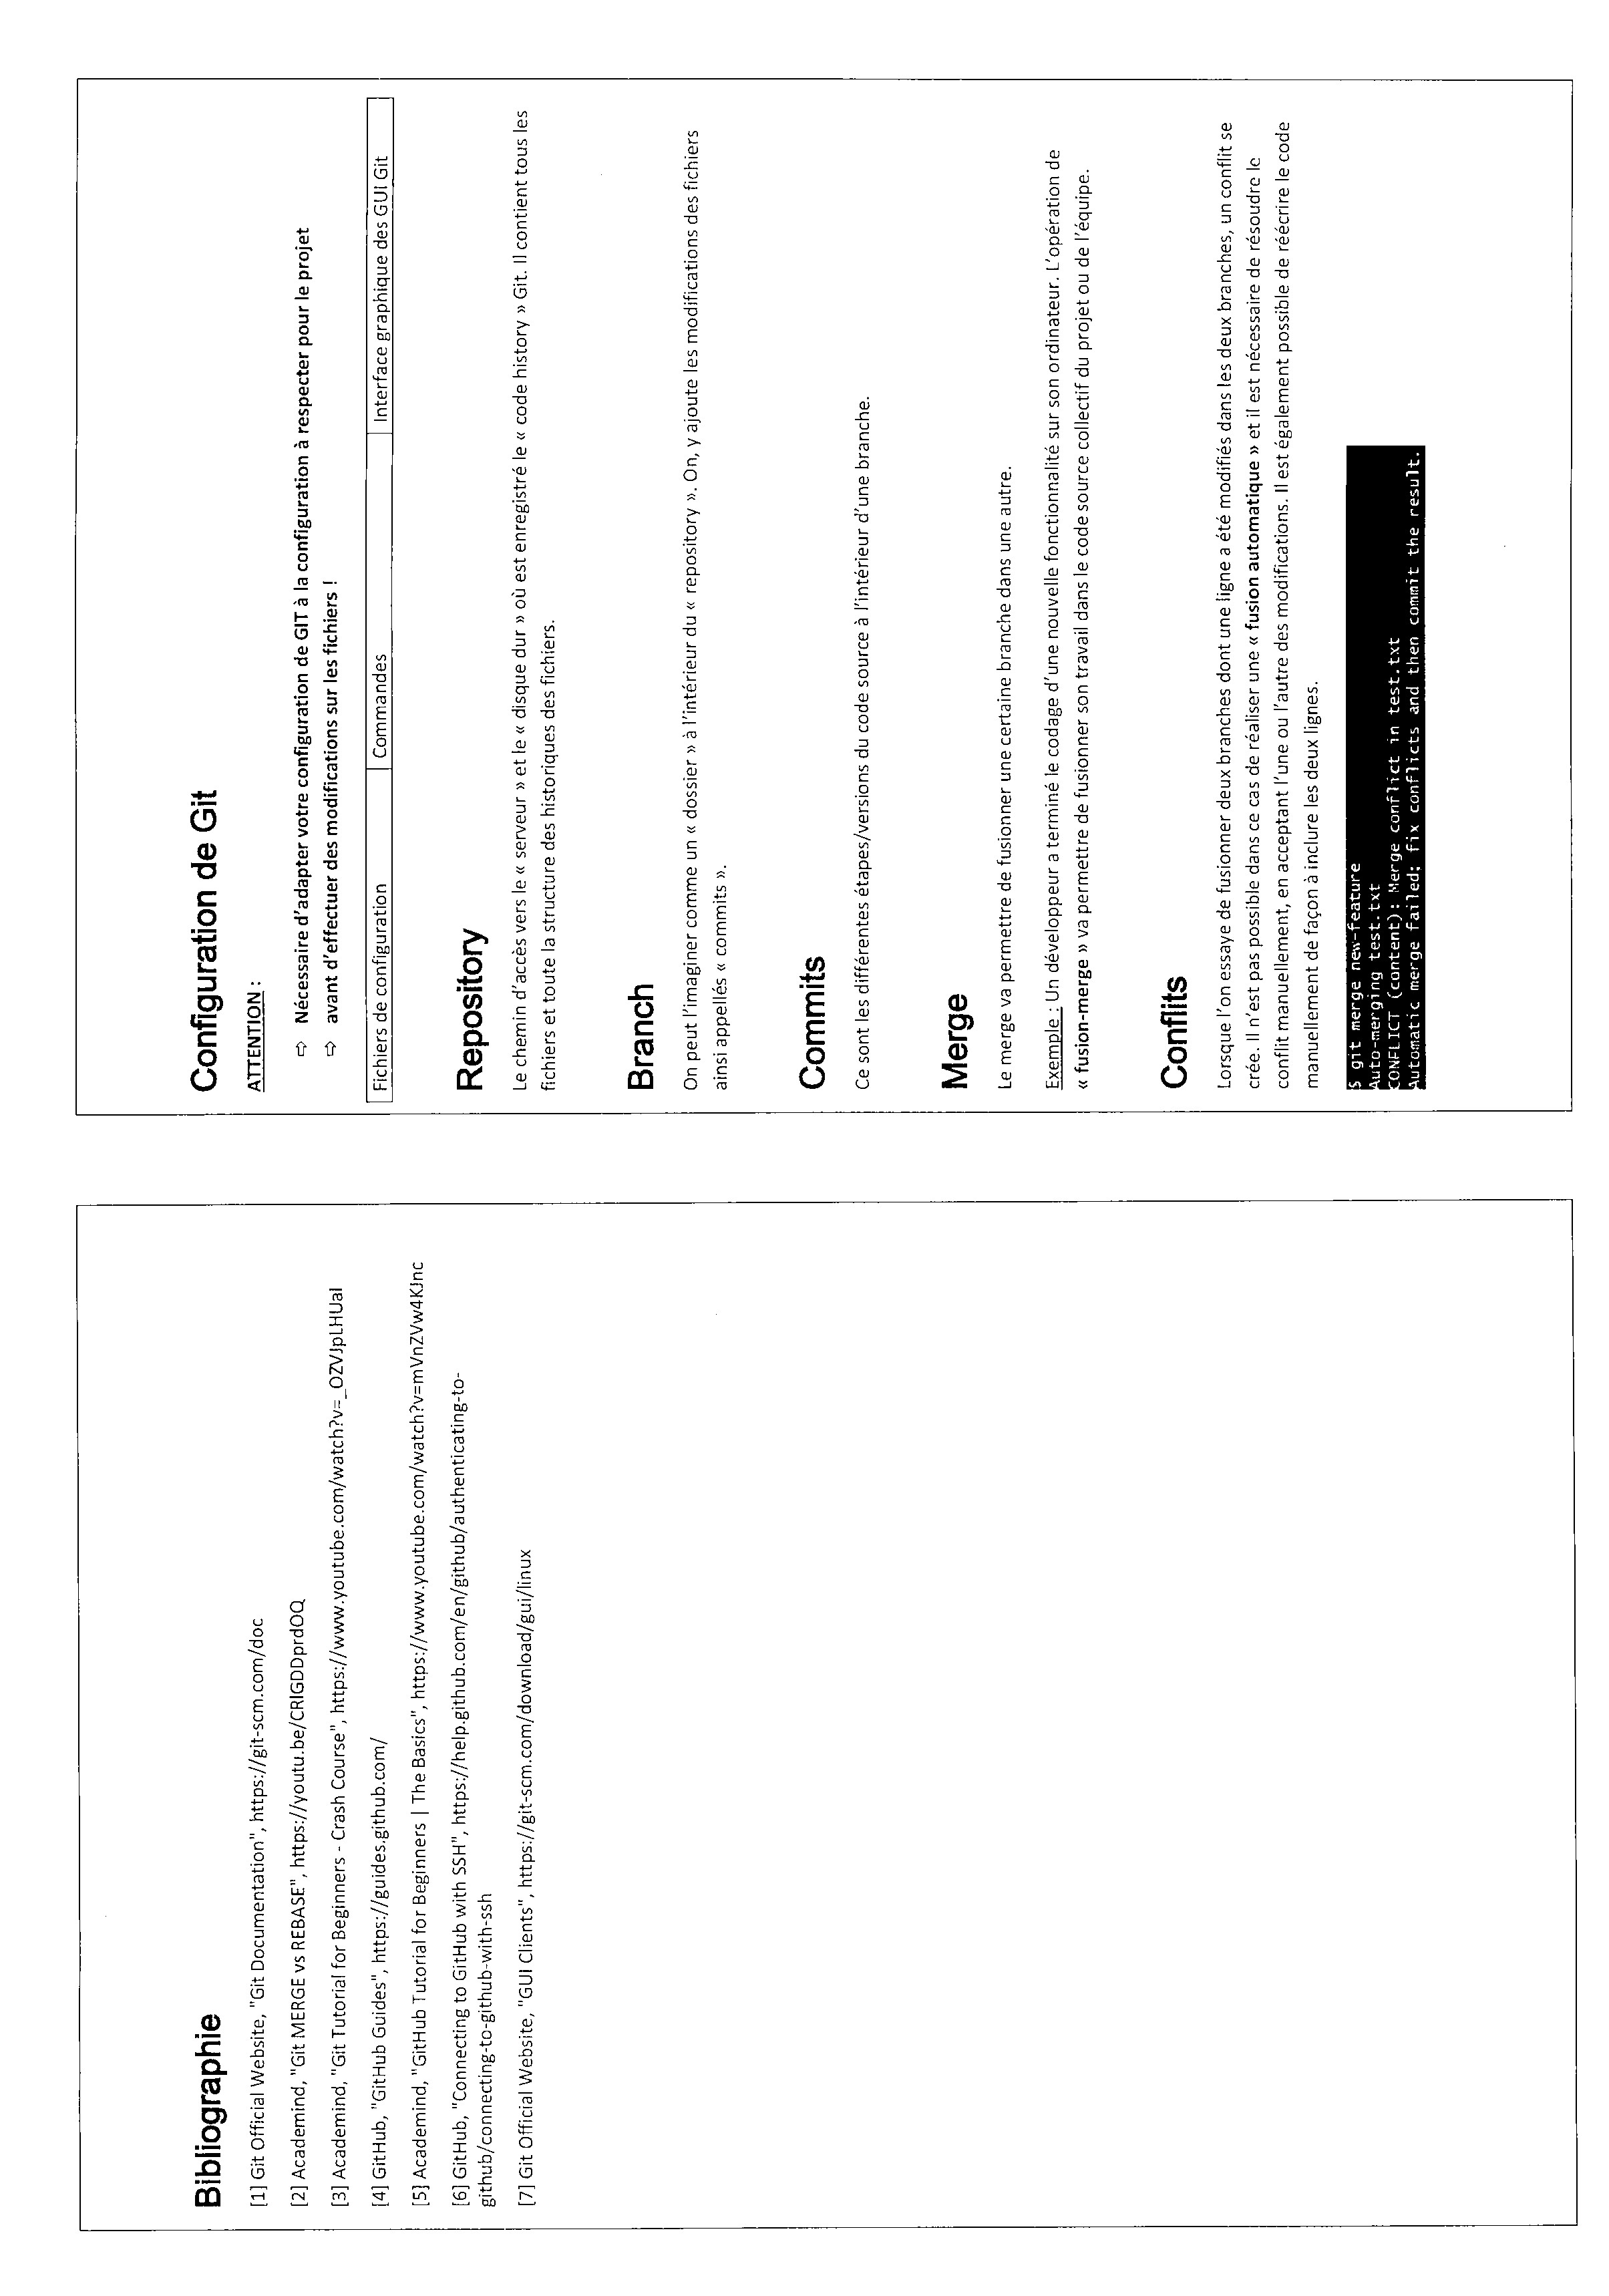 Bibliographie
[1] Git Official Website, "Git Documentation", https://git-scm.com/doc
[2] Academind, "Git MERGE vs REBASE", https://youtu.be/CRlGDDprdOQ
[3] Academind, "Git Tutorial for Beginners - Crash Course", https://www.youtube.com/watch?v=_OZVJpLHUaI
[4] GitHub, "GitHub Guides", https://guides.github.com/
[5] Academind, "GitHub Tutorial for Beginners | The Basics", https://www.youtube.com/watch?v=mVnZVw4KJnc
[6] GitHub, "Connecting to GitHub with SSH", https://help.github.com/en/github/authenticating-to-
github/connecting-to-github-with-ssh
[7] Git Official Website, "GUI Clients", https://git-scm.com/download/gui/linux
Configuration de Git
ATTENTION :
⇨ Nécessaire d'adapter votre configuration de GIT à la configuration à respecter pour le projet
⇨ avant d'effectuer des modifications sur les fichiers !
Fichiers de configuration Commandes Interface graphique des GUI Git
Repository
Le chemin d'accès vers le « serveur » et le « disque dur » où est enregistré le « code history » Git. Il contient tous les
fichiers et toute la structure des historiques des fichiers.
Branch
On peut l'imaginer comme un « dossier » à l'intérieur du « repository ». On, y ajoute les modifications des fichiers
ainsi appellés « commits ».
Commits
Ce sont les différentes étapes/versions du code source à l'intérieur d'une branche.
Merge
Le merge va permettre de fusionner une certaine branche dans une autre.
Exemple : Un développeur a terminé le codage d'une nouvelle fonctionnalité sur son ordinateur. L'opération de
« fusion-merge » va permettre de fusionner son travail dans le code source collectif du projet ou de l'équipe.
Conflits
Lorsque l'on essaye de fusionner deux branches dont une ligne a été modifiés dans les deux branches, un conflit se
crée. Il n'est pas possible dans ce cas de réaliser une « fusion automatique » et il est nécessaire de résoudre le
conflit manuellement, en acceptant l'une ou l'autre des modifications. Il est également possible de réécrire le code
manuellement de façon à inclure les deux lignes.
$ git merge new-feature
Auto-merging test.txt
CONFLICT (content): Merge conflict in test.txt
Automatic merge failed; fix conflicts and then commit the result.